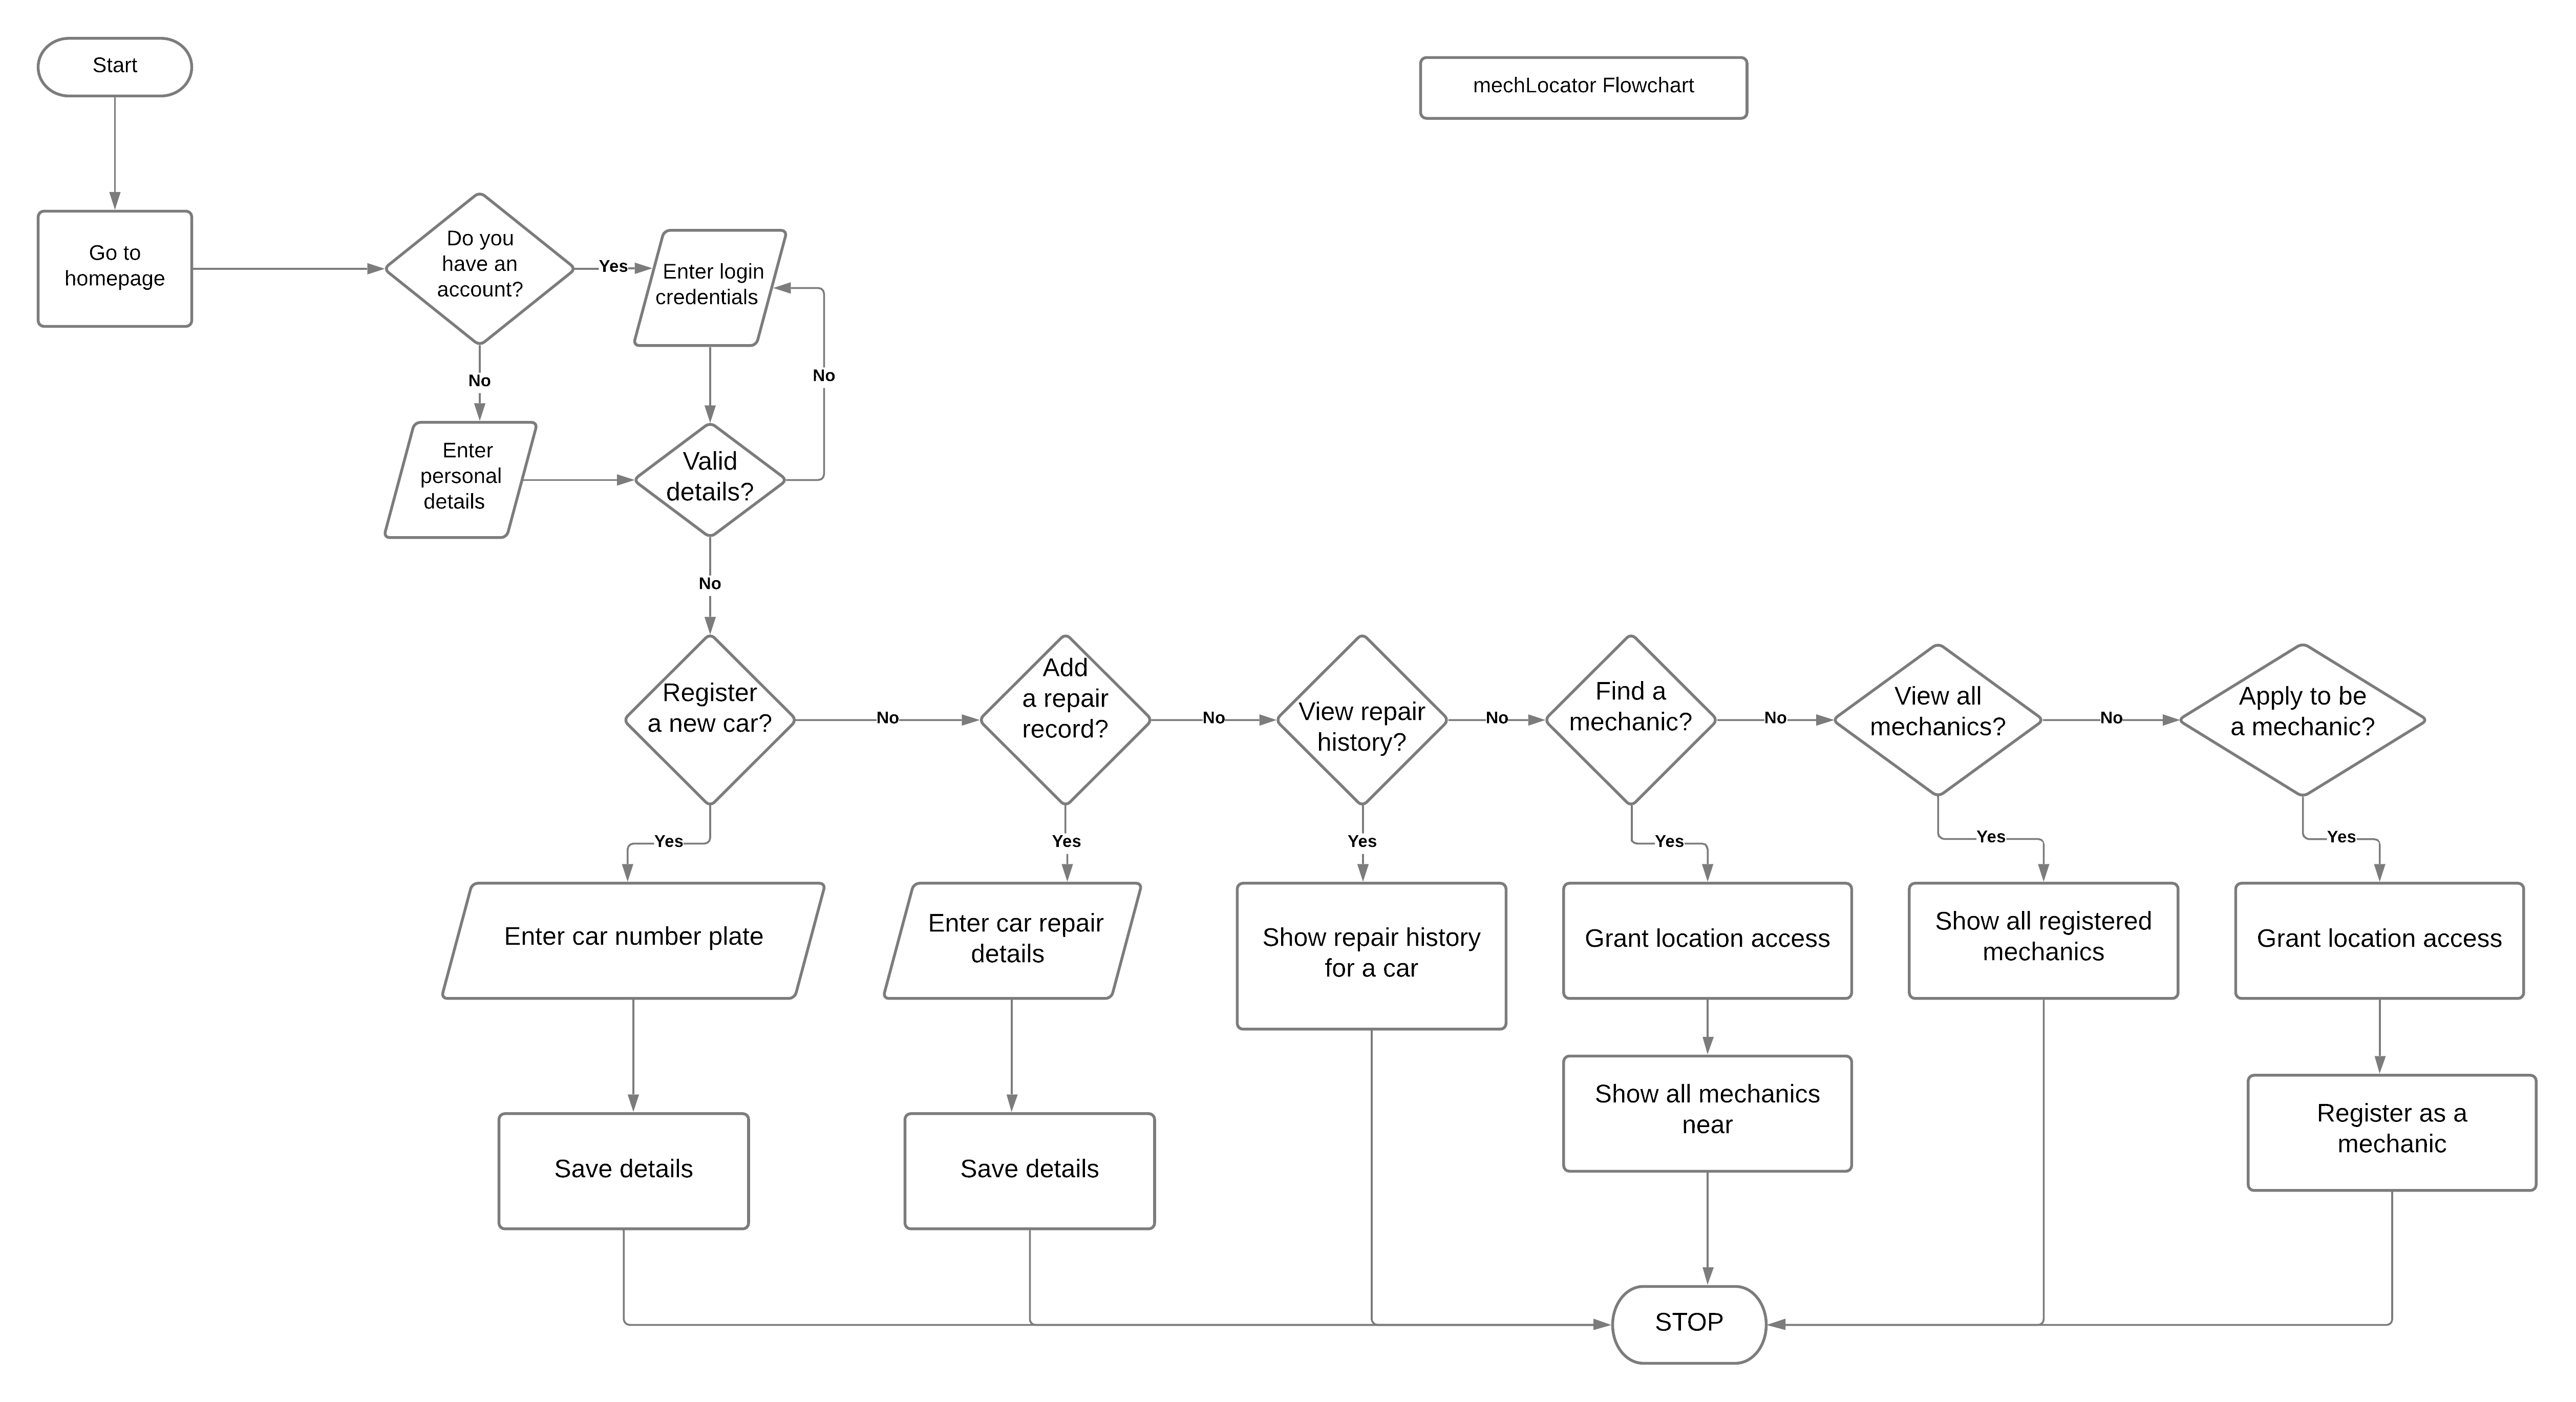 Start
mechLocator Flowchart
Go to
homepage
Do you
have an
account?
Yes
Enter login
credentials
No
No
Enter
personal
details
Valid
details?
No
Register
a new car?
No
Add
a repair
record?
No
View repair
history?
No
Find a
mechanic?
No
View all
mechanics?
No
Apply to be
a mechanic?
Yes
Yes
Yes
Yes
Yes
Yes
Enter car number plate
Enter car repair
details
Show repair history
for a car
Grant location access
Show all registered
mechanics
Grant location access
Save details
Save details
Show all mechanics
near
Register as a
mechanic
STOP